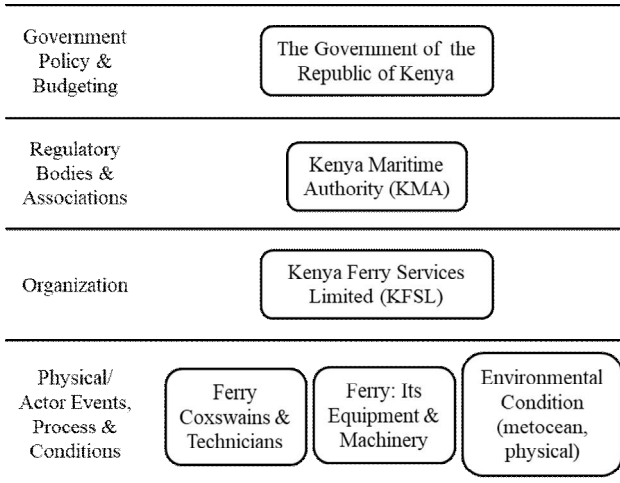 Government
Policy &
Budgeting
The Government of the
Republic of Kenya
Regulatory
Bodies &
Associations
Kenya Maritime
Authority (KMA)
Organization
Kenya Ferry Services
Limited (KFSL)
Physical/
Actor Events,
Process &
Conditions
Ferry
Coxswains &
Technicians
Ferry: Its
Equipment &
Machinery
Environmental
Condition
(metocean,
physical)